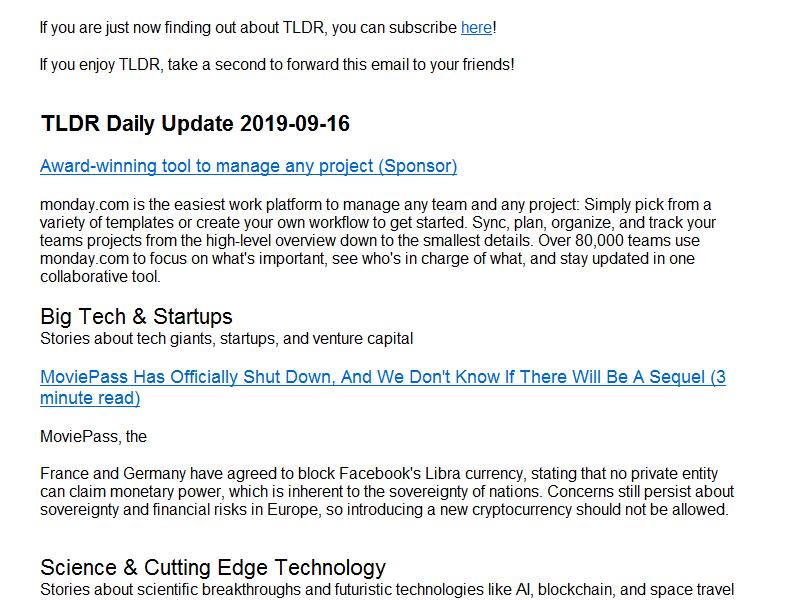 If you are just now finding out about TLDR, you can subscribe here!
If you enjoy TLDR, take a second to forward this email to your friends!
TLDR Daily Update 2019-09-16
Award-winning tool to manage any project (Sponsor)
monday.com is the easiest work platform to manage any team and any project: Simply pick from a
variety of templates or create your own workflow to get started. Sync, plan, organize, and track your
teams projects from the high-level overview down to the smallest details. Over 80,000 teams use
monday.com to focus on what's important, see who's in charge of what, and stay updated in one
collaborative tool.
Big Tech & Startups
Stories about tech giants, startups, and venture capital
MoviePass Has Officially Shut Down, And We Don't Know If There Will Be A Sequel (3
minute read)
MoviePass, the
France and Germany have agreed to block Facebook's Libra currency, stating that no private entity
can claim monetary power, which is inherent to the sovereignty of nations. Concerns still persist about
sovereignty and financial risks in Europe, so introducing a new cryptocurrency should not be allowed.
Science & Cutting Edge Technology
Stories about scientific breakthroughs and futuristic technologies like AI, blockchain, and space travel